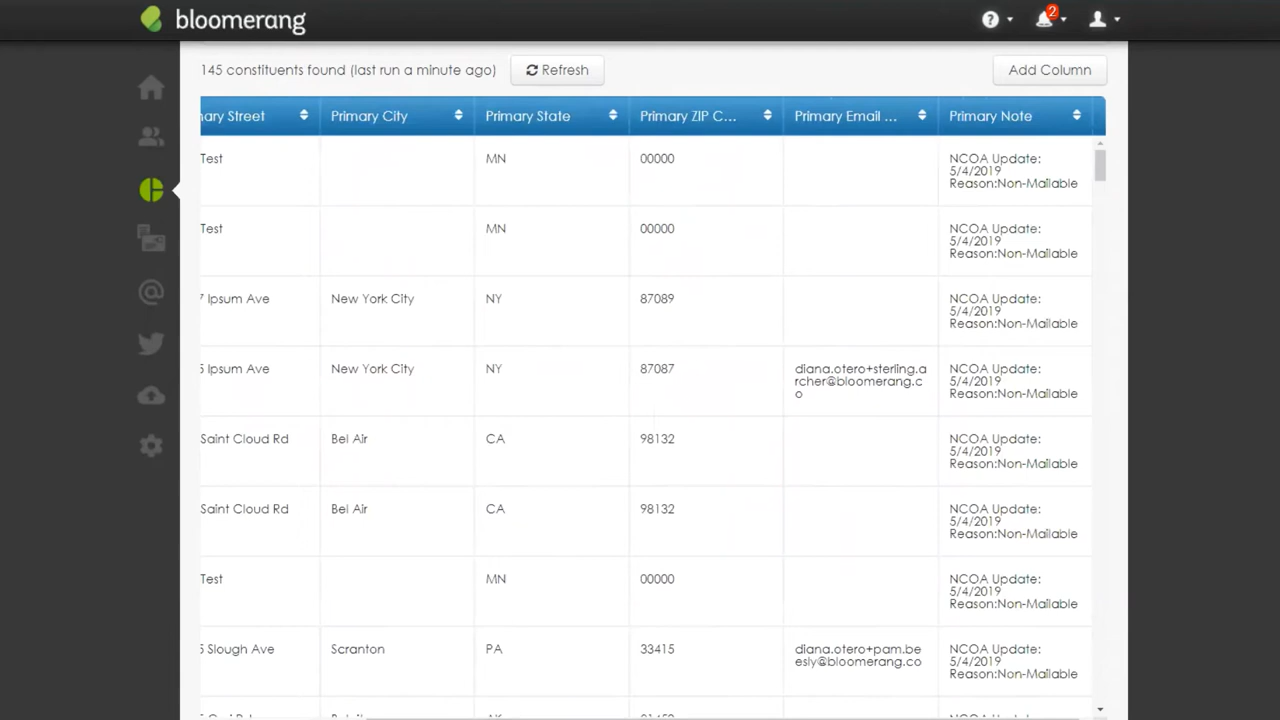 bloomerang
2
145 constituents found (last run a minute ago)
Refresh
Add Column
ary Street
Primary City
Primary State
Primary ZIP C...
Primary Email ...
Primary Note
Test
MN
00000
NCOA Update:
5/4/2019
Reason:Non-Mailable
Test
MN
00000
NCOA Update:
5/4/2019
Reason:Non-Mailable
7 Ipsum Ave
New York City
NY
87089
NCOA Update:
5/4/2019
Reason:Non-Mailable
5 Ipsum Ave
New York City
NY
87087
diana.otero+sterling.a
rcher@bloomerang.c
o
NCOA Update:
5/4/2019
Reason:Non-Mailable
Saint Cloud Rd
Bel Air
CA
98132
NCOA Update:
5/4/2019
Reason:Non-Mailable
Saint Cloud Rd
Bel Air
CA
98132
NCOA Update:
5/4/2019
Reason:Non-Mailable
Test
MN
00000
NCOA Update:
5/4/2019
Reason:Non-Mailable
5 Slough Ave
Scranton
PA
33415
diana.otero+pam.be
esly@bloomerang.co
NCOA Update:
5/4/2019
Reason:Non-Mailable
NCOA Update: